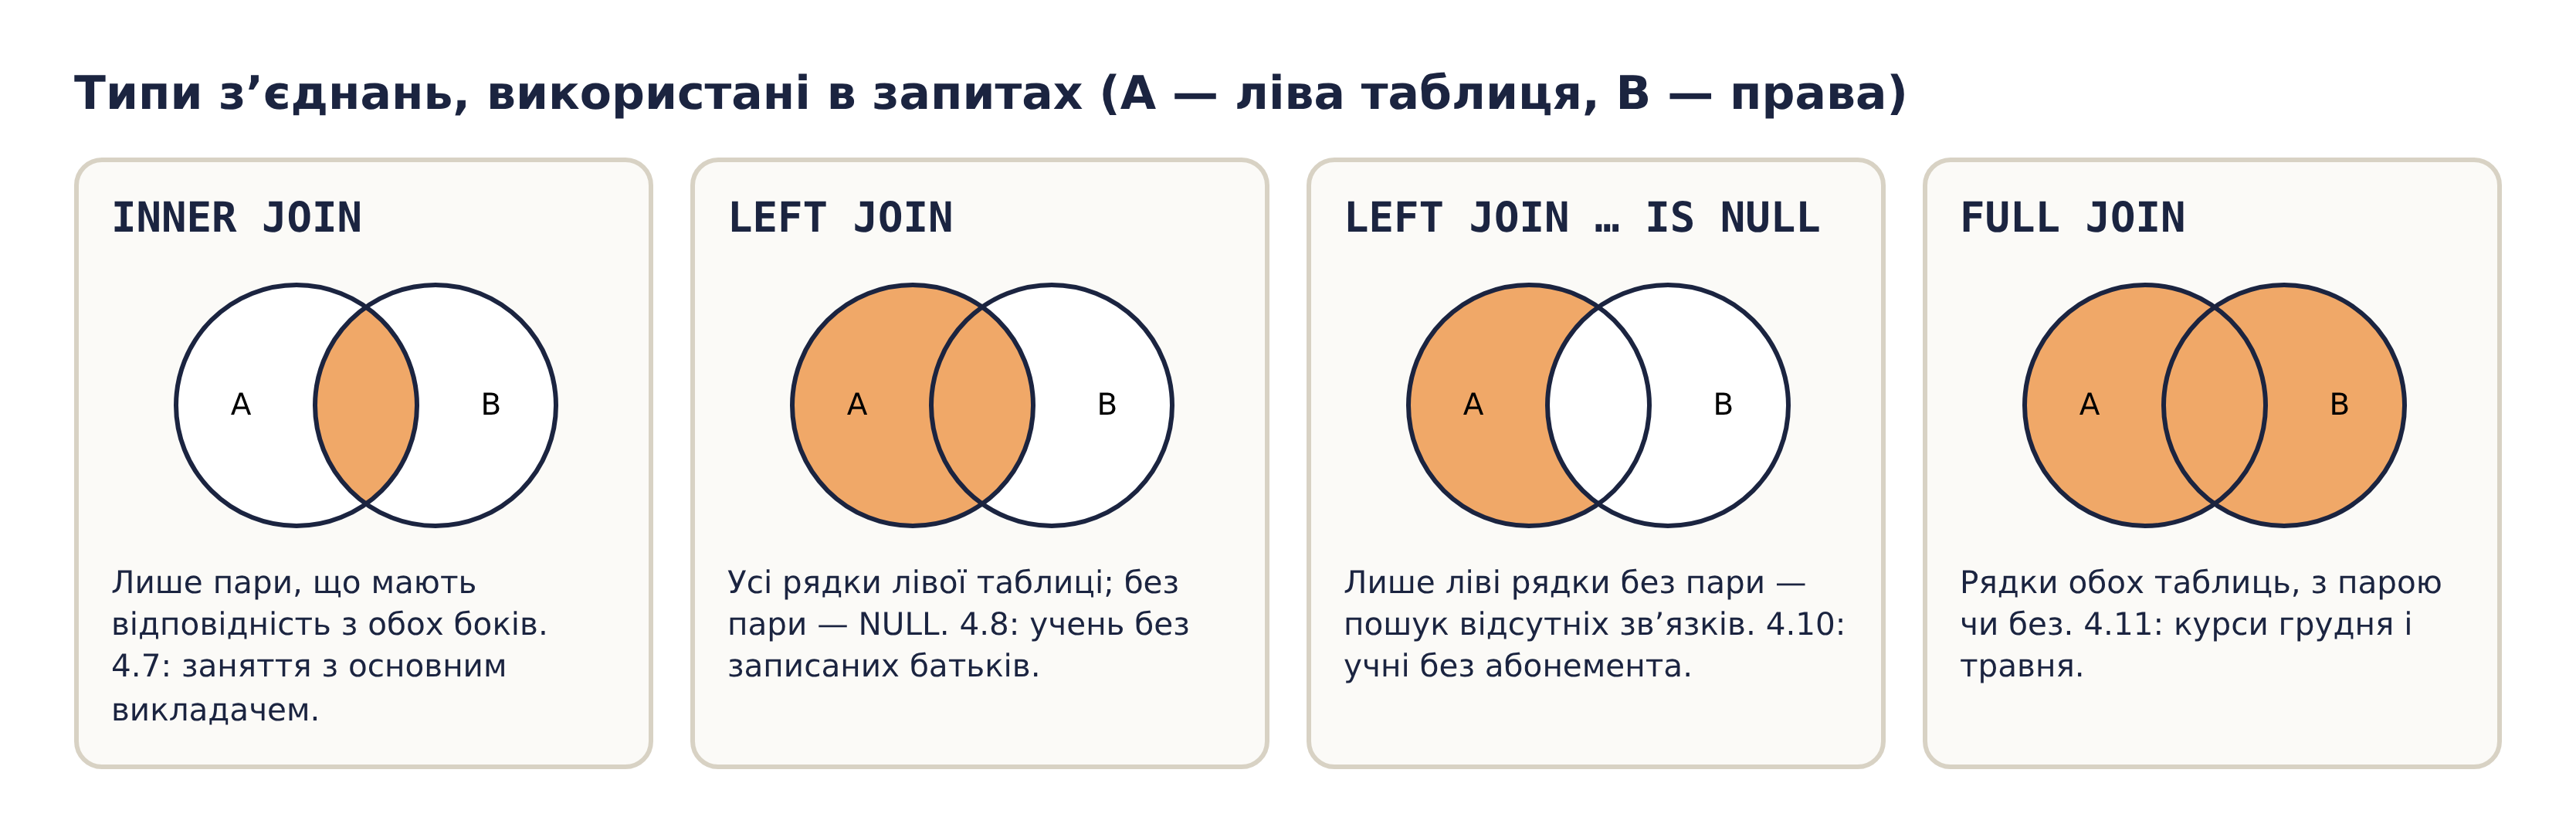 Типи з’єднань, використані в запитах (A — ліва таблиця, B — права)
INNER JOIN
A
B
Лише пари, що мають
відповідність з обох боків.
4.7: заняття з основним
викладачем.
LEFT JOIN
A
B
Усі рядки лівої таблиці; без
пари — NULL. 4.8: учень без
записаних батьків.
LEFT JOIN … IS NULL
A
B
Лише ліві рядки без пари —
пошук відсутніх зв’язків. 4.10:
учні без абонемента.
FULL JOIN
A
B
Рядки обох таблиць, з парою
чи без. 4.11: курси грудня і
травня.